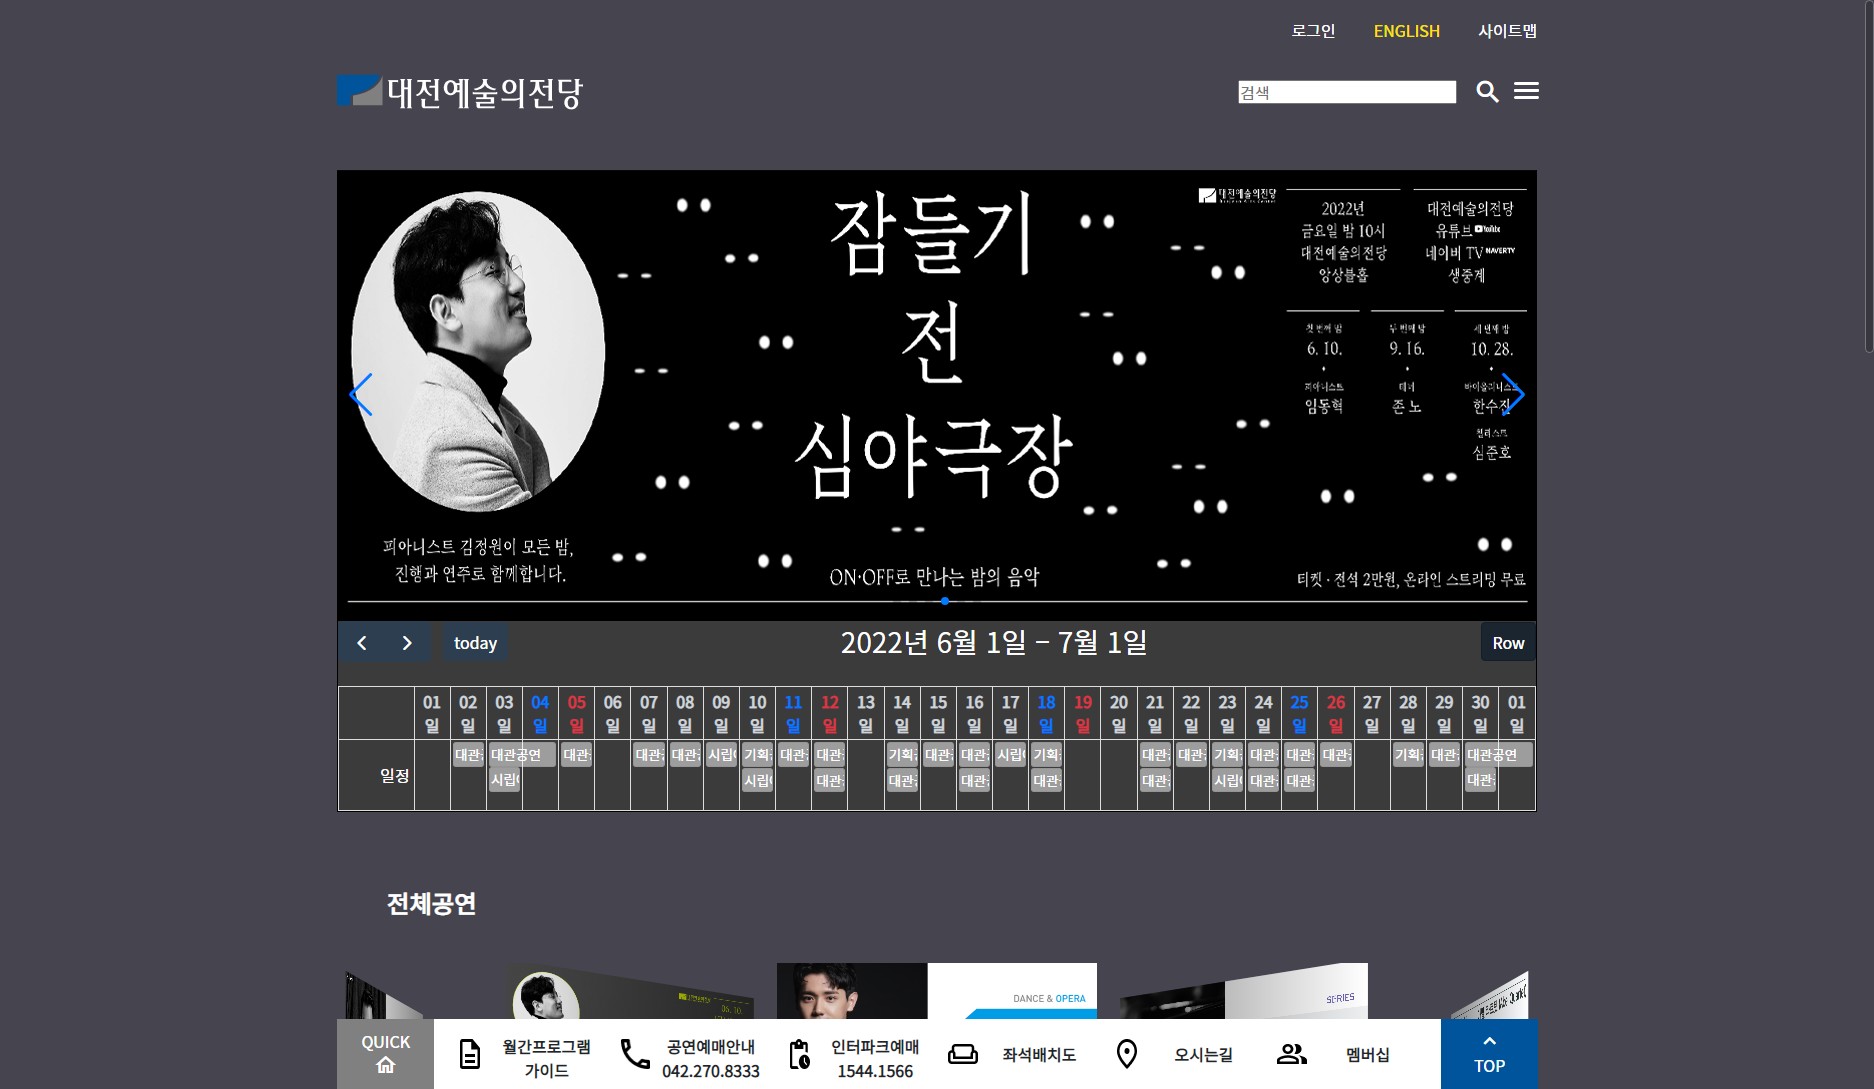 로그인 ENGLISH 사이트맵
대전예술의전당
검색
대전예술의전당
잠들기
전
심야극장
피아니스트 김정원이 모든 밤,
진행과 연주로 함께합니다.
ON·OFF로 만나는 밤의 음악
2022년
금요일 밤 10시
대전예술의전당
앙상블홀
대전예술의전당
유튜브 YouTube
네이버 TV NAVERTV
생중계
첫 번째 밤
6. 10.
피아니스트
임동혁
두 번째 밤
9. 16.
테너
존 노
세 번째 밤
10. 28.
바이올리니스트
한수진
첼리스트
심준호
티켓 · 전석 2만원, 온라인 스트리밍 무료
today
2022년 6월 1일 – 7월 1일
Row
01 02 03 04 05 06 07 08 09 10 11 12 13 14 15 16 17 18 19 20 21 22 23 24 25 26 27 28 29 30 01
일 일 일 일 일 일 일 일 일 일 일 일 일 일 일 일 일 일 일 일 일 일 일 일 일 일 일 일 일 일 일
일정
대관 대관공연 대관 대관 대관 시립 기획 대관 대관 기획 대관 대관 시립 기획 대관 대관 기획 대관 대관 대관 기획 대관 대관공연
시립 시립 대관 대관 대관 대관 대관 시립 대관 대관 대관
전체공연
DANCE & OPERA
SERIES
QUICK
월간프로그램
가이드
공연예매안내
042.270.8333
인터파크예매
1544.1566
좌석배치도
오시는길
멤버십
TOP